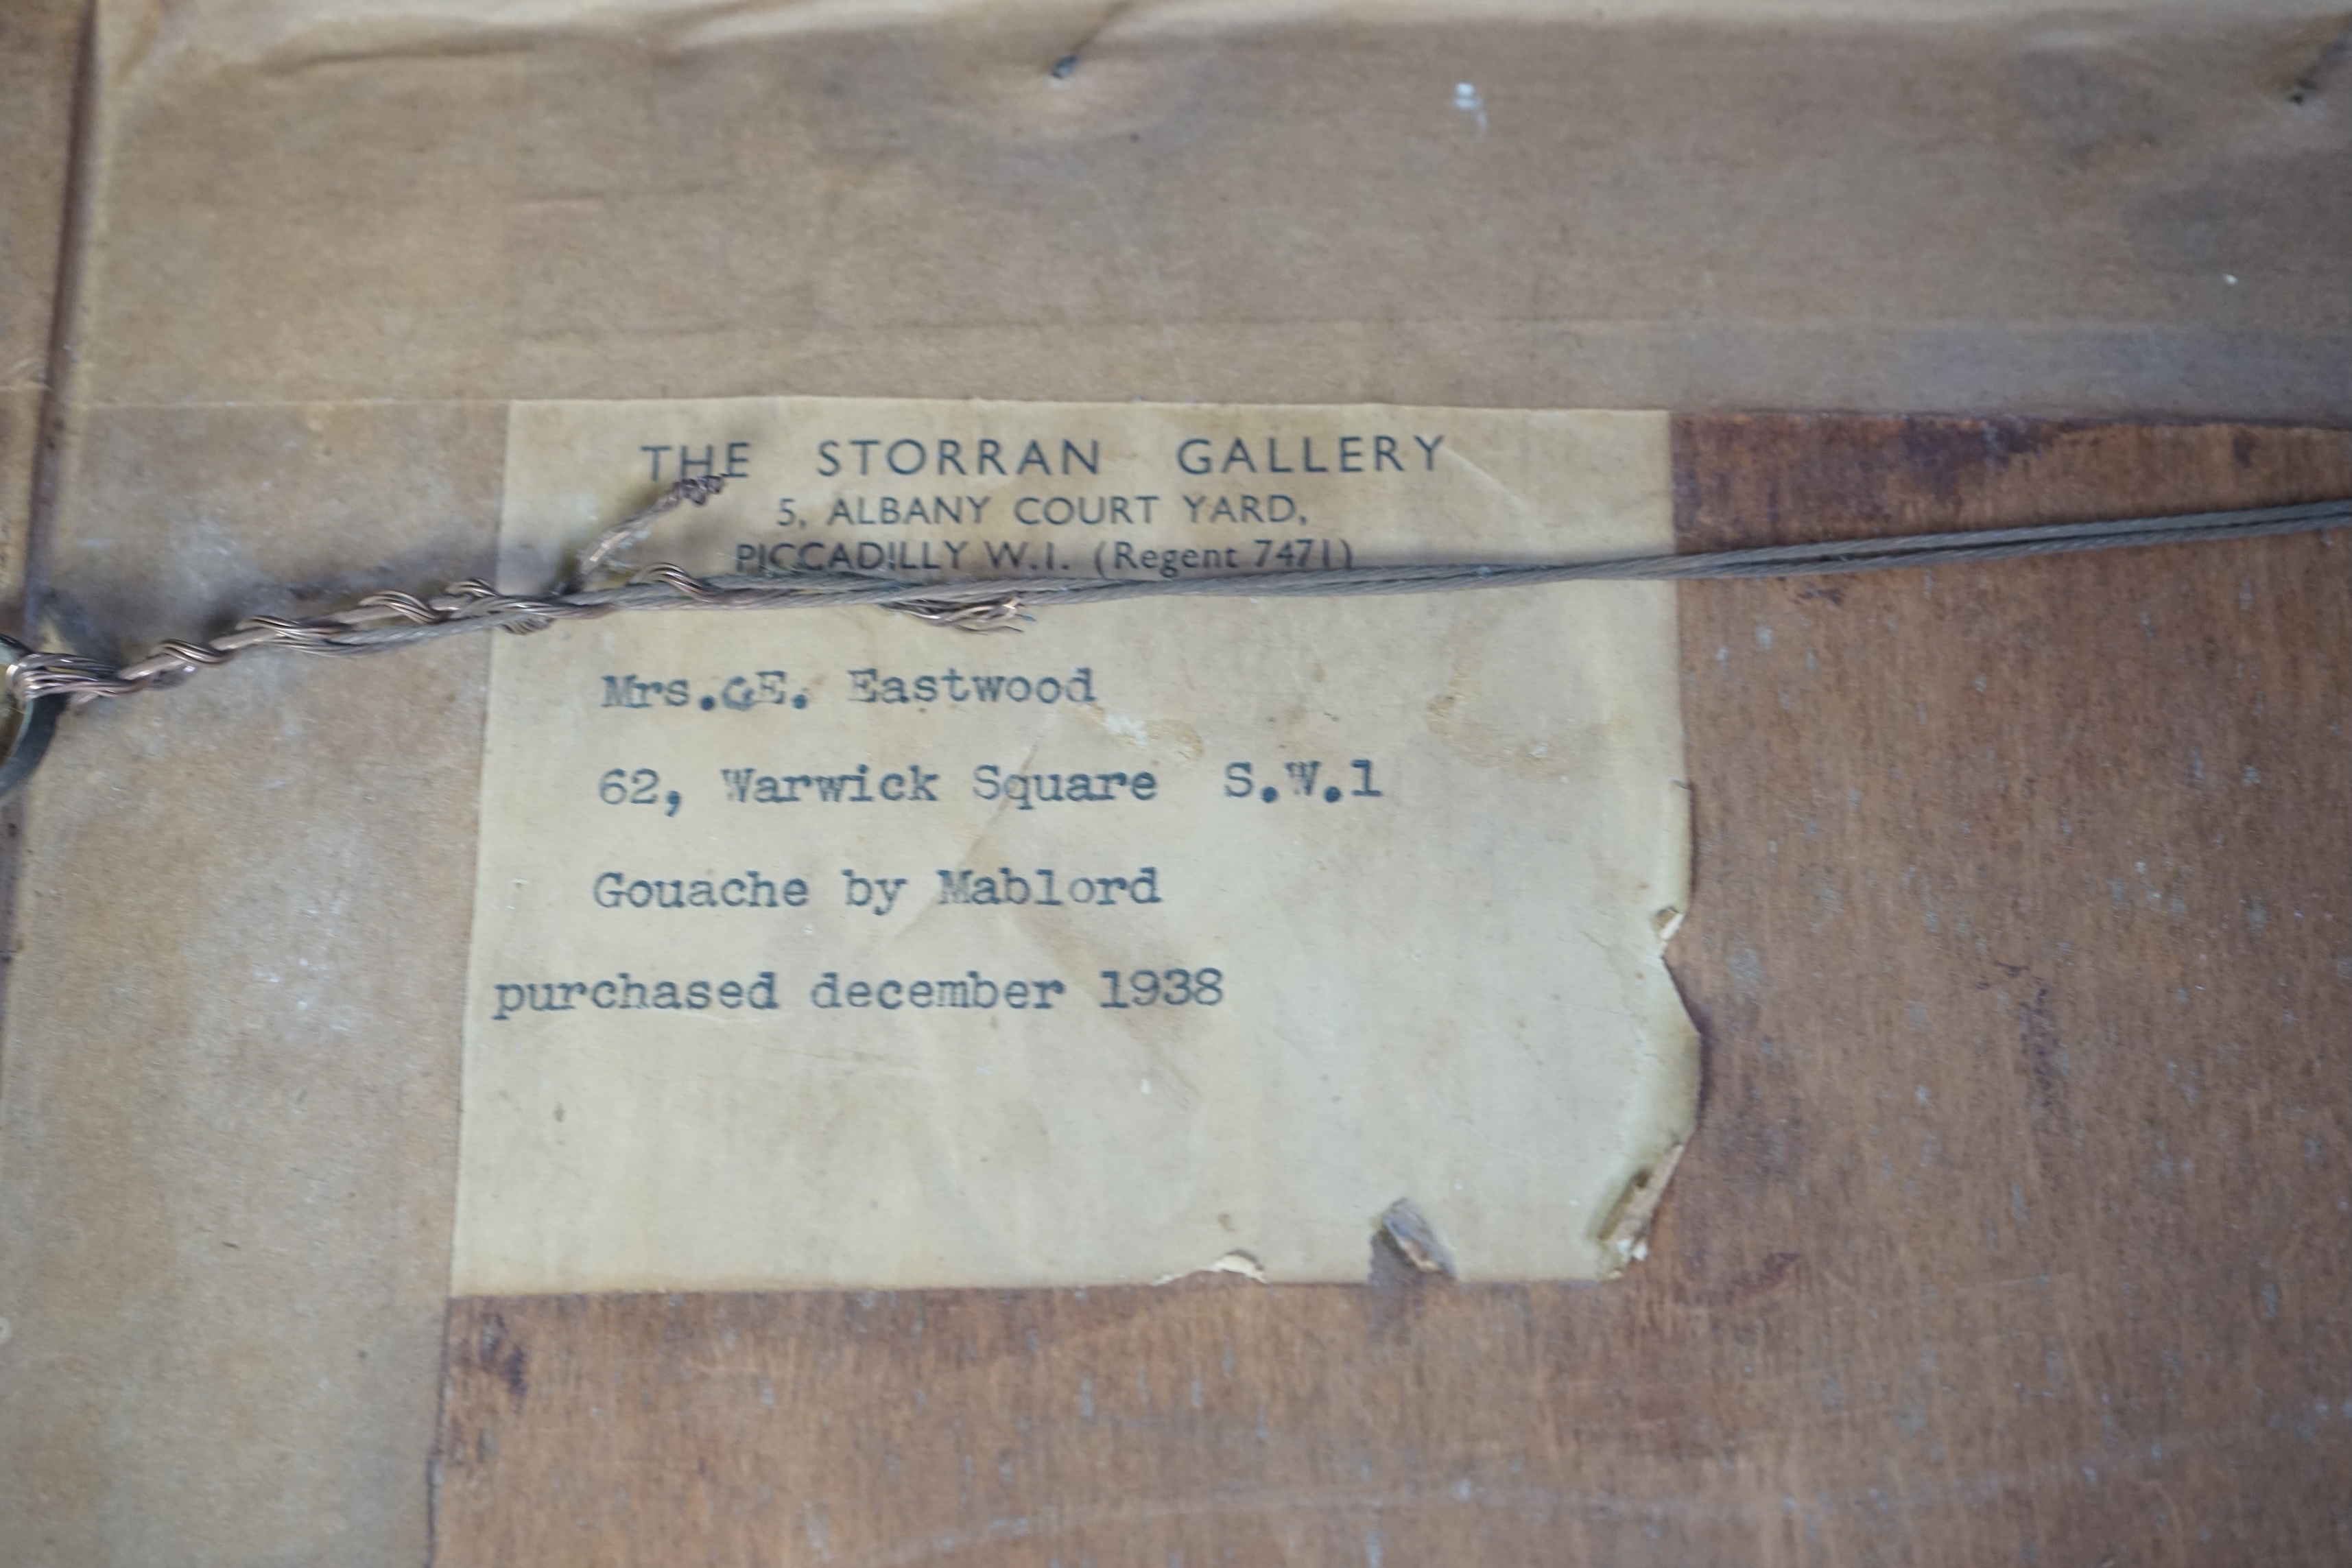 THE STORRAN GALLERY
5, ALBANY COURT YARD,
PICCADILLY W.1. (Regent 7471)
Mrs.GE. Eastwood
62, Warwick Square S.W.1
Gouache by Mablord
purchased december 1938